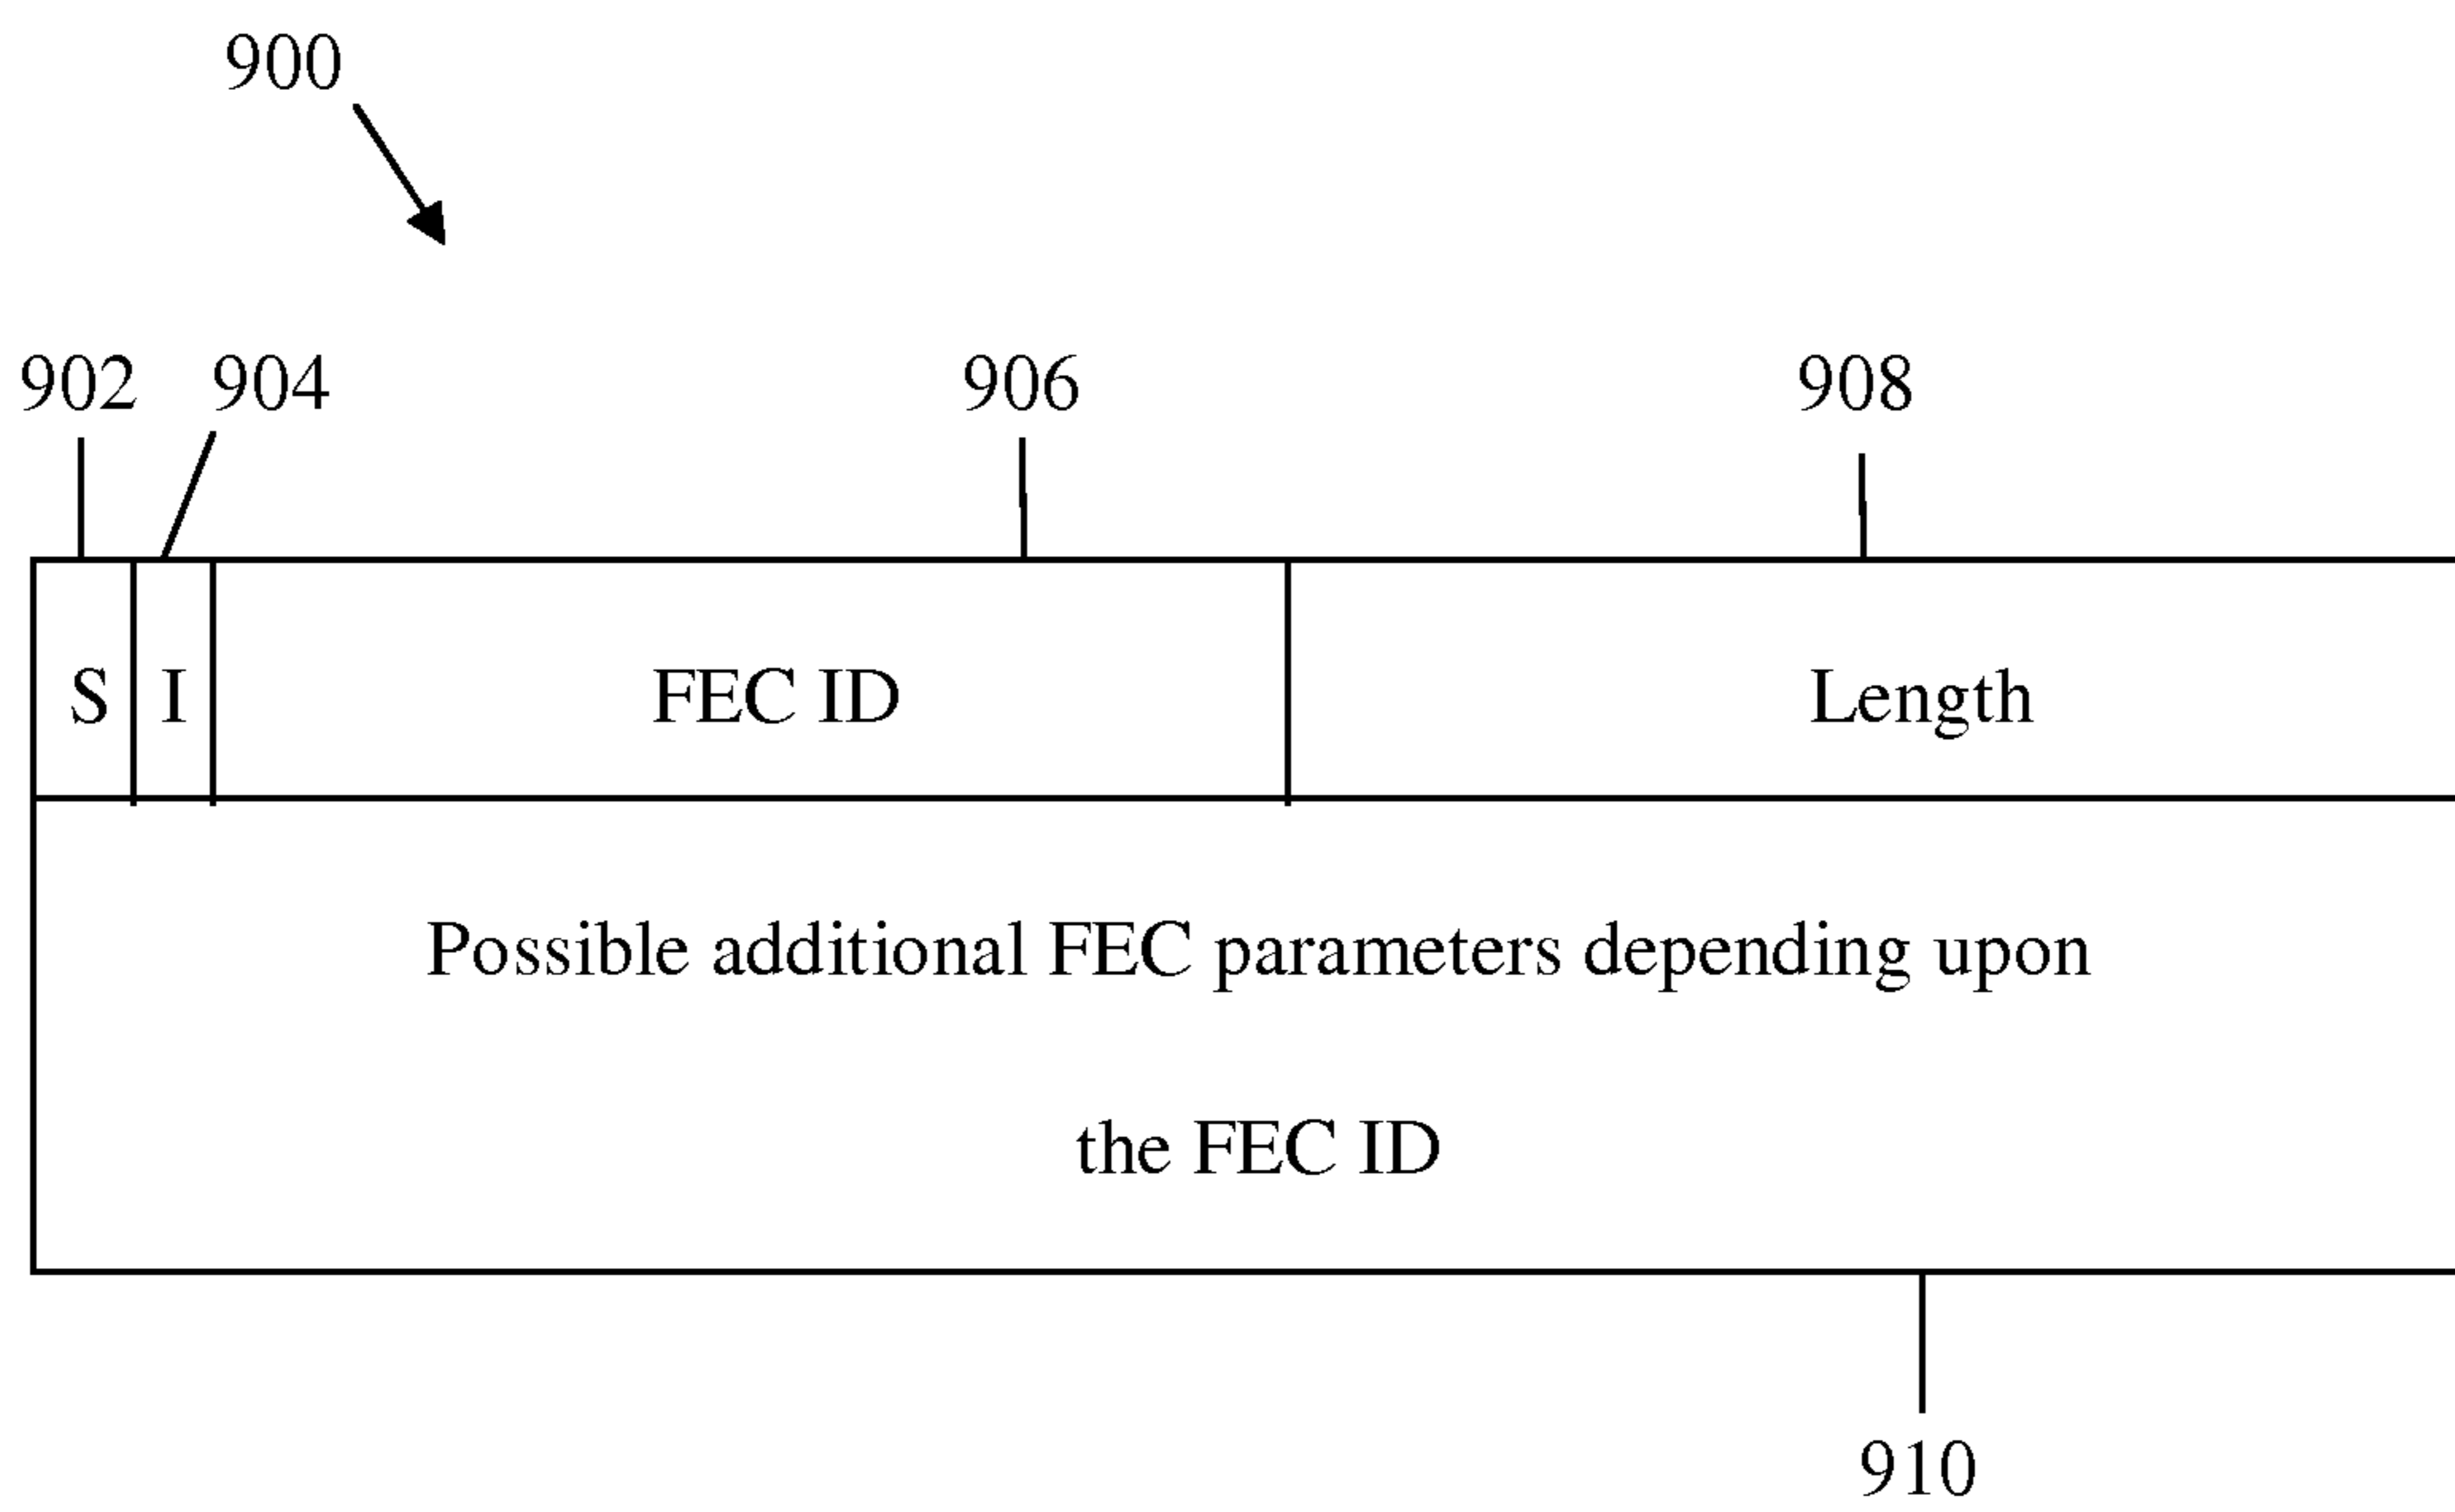 900
902 904 906 908
S I FEC ID Length
Possible additional FEC parameters depending upon
the FEC ID
910